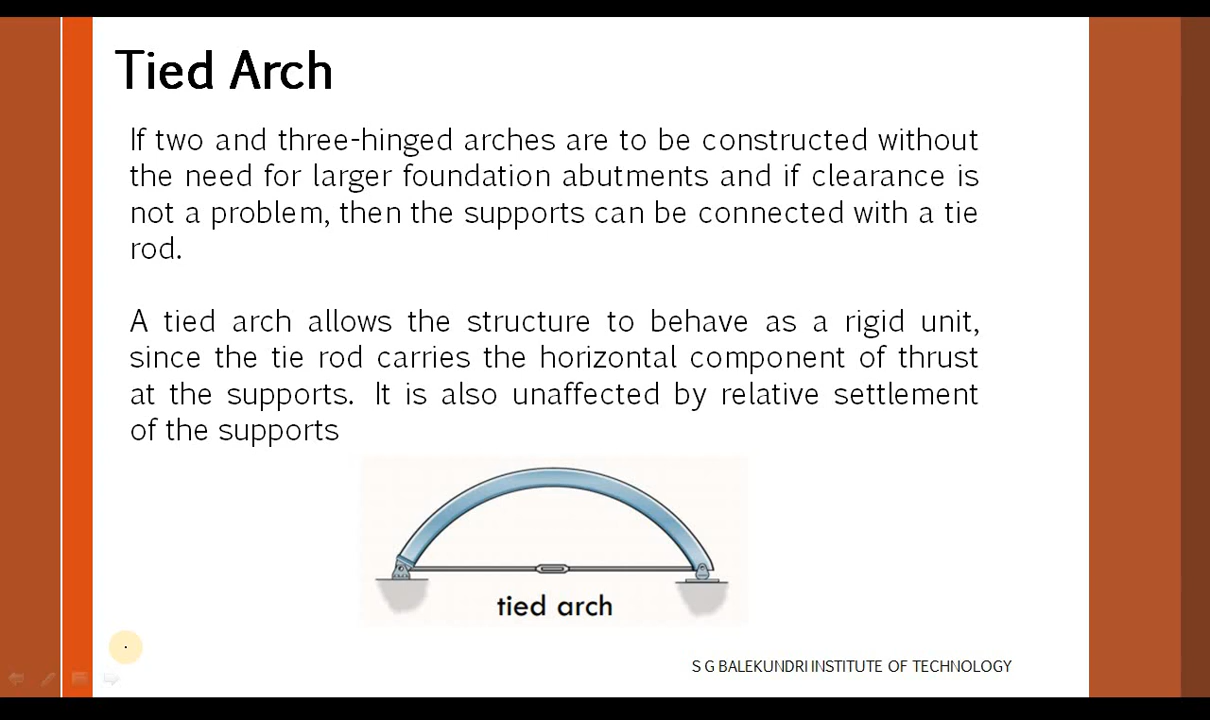 Tied Arch
If two and three-hinged arches are to be constructed without
the need for larger foundation abutments and if clearance is
not a problem, then the supports can be connected with a tie
rod.
A tied arch allows the structure to behave as a rigid unit,
since the tie rod carries the horizontal component of thrust
at the supports. It is also unaffected by relative settlement
of the supports
tied arch
S G BALEKUNDRI INSTITUTE OF TECHNOLOGY